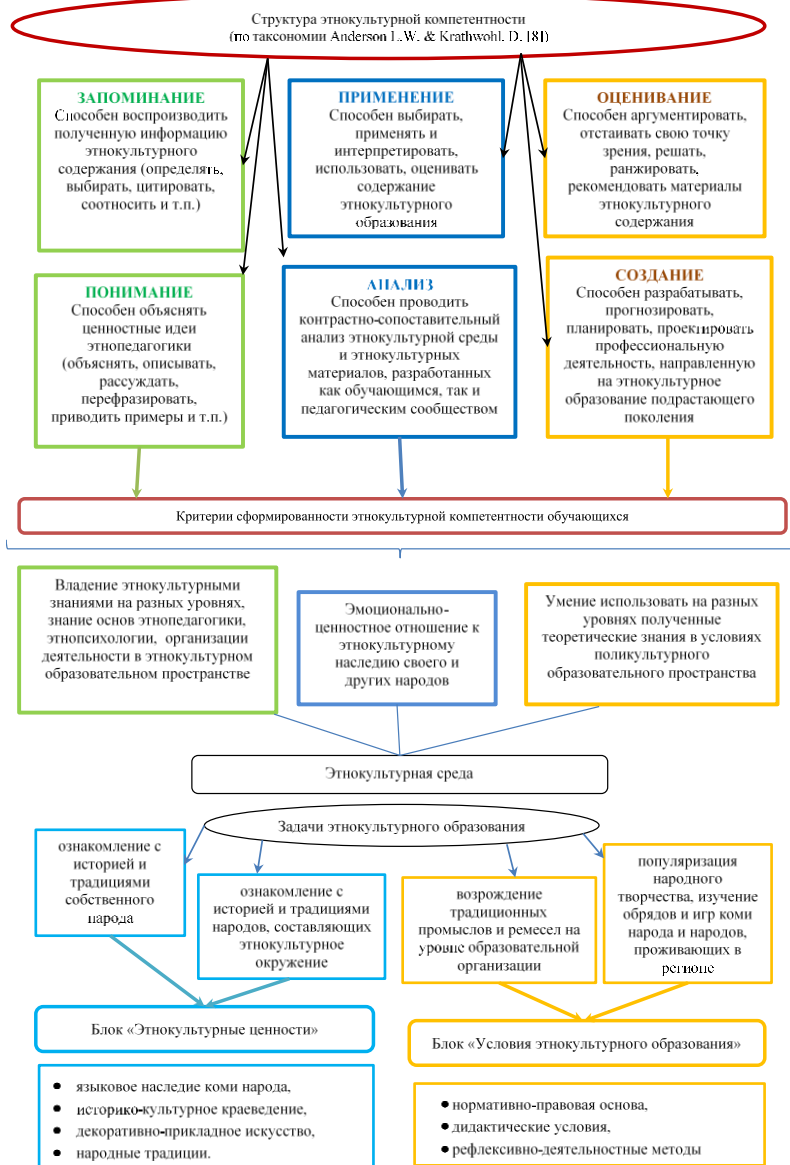 Структура этнокультурной компетентности
(по таксономии Anderson L.W. & Krathwohl. D. [8])
ЗАПОМИНАНИЕ
Способен воспроизводить
полученную информацию
этнокультурного
содержания (определять,
выбирать, цитировать,
соотносить и т.п.)
ПРИМЕНЕНИЕ
Способен выбирать,
применять и
интерпретировать,
использовать, оценивать
содержание
этнокультурного
образования
ОЦЕНИВАНИЕ
Способен аргументировать,
отстаивать свою точку
зрения, решать,
ранжировать,
рекомендовать материалы
этнокультурного
содержания
ПОНИМАНИЕ
Способен объяснять
ценностные идеи
этнопедагогики
(объяснять, описывать,
рассуждать,
перефразировать,
приводить примеры и т.п.)
АНАЛИЗ
Способен проводить
контрастно-сопоставительный
анализ этнокультурной среды
и этнокультурных
материалов, разработанных
как обучающимся, так и
педагогическим сообществом
СОЗДАНИЕ
Способен разрабатывать,
прогнозировать,
планировать, проектировать
профессиональную
деятельность, направленную
на этнокультурное
образование подрастающего
поколения
Критерии сформированности этнокультурной компетентности обучающихся
Владение этнокультурными
знаниями на разных уровнях,
знание основ этнопедагогики,
этнопсихологии, организации
деятельности в этнокультурном
образовательном пространстве
Эмоционально-
ценностное отношение к
этнокультурному
наследию своего и
других народов
Умение использовать на разных
уровнях полученные
теоретические знания в условиях
поликультурного
образовательного пространства
Этнокультурная среда
Задачи этнокультурного образования
ознакомление с
историей и
традициями
собственного
народа
ознакомление с
историей и традициями
народов, составляющих
этнокультурное
окружение
возрождение
традиционных
промыслов и ремесел на
уровне образовательной
организации
популяризация
народного
творчества, изучение
обрядов и игр коми
народа и народов,
проживающих в
регионе
Блок «Этнокультурные ценности»
Блок «Условия этнокультурного образования»
• языковое наследие коми народа,
• историко-культурное краеведение,
• декоративно-прикладное искусство,
• народные традиции.
• нормативно-правовая основа,
• дидактические условия,
• рефлексивно-деятельностные методы